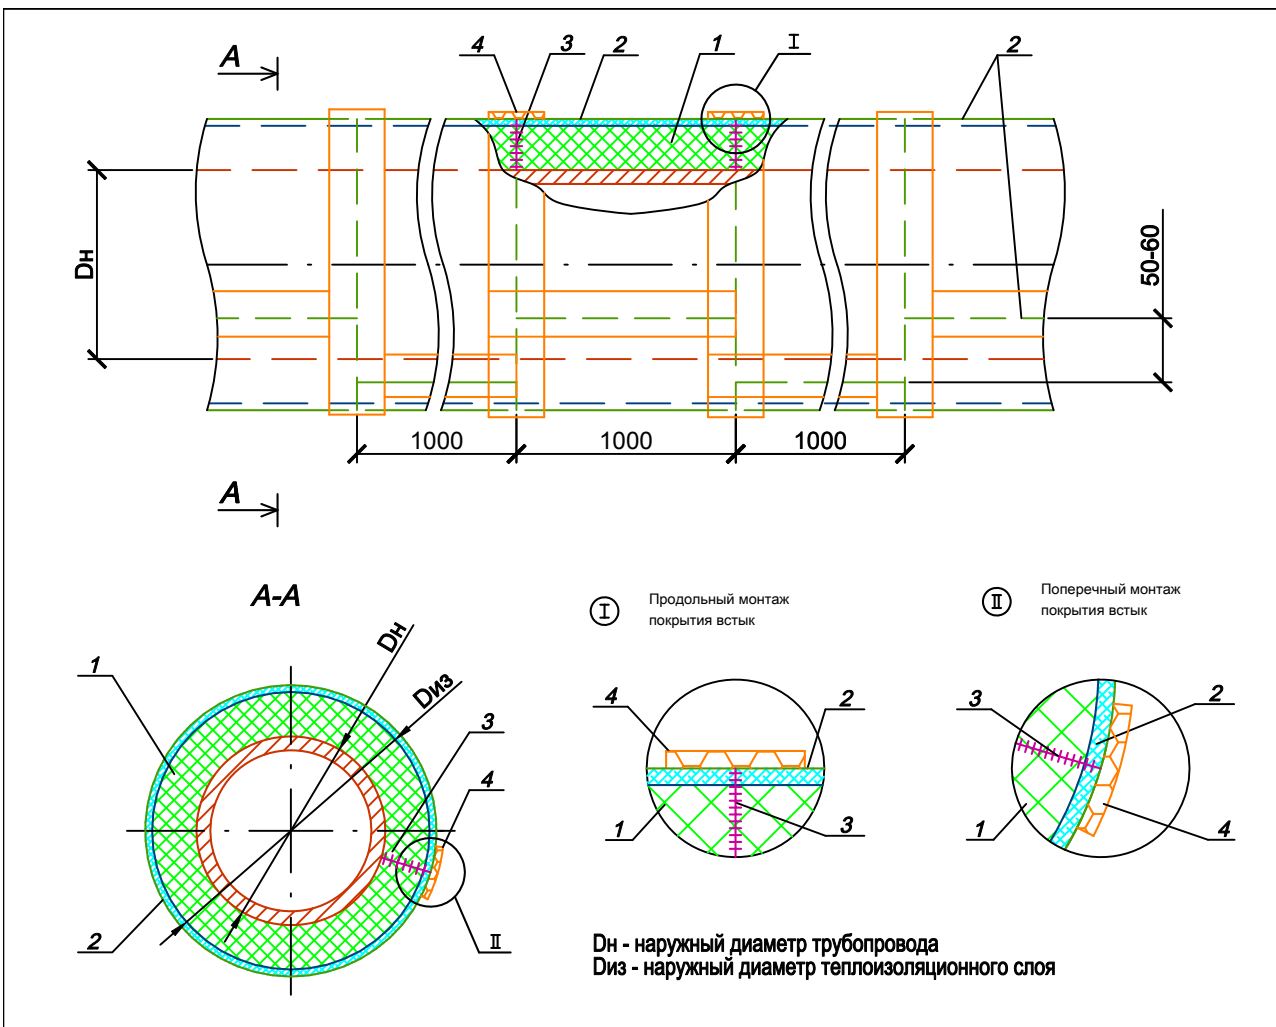 A
4
3
2
1
I
2
Dн
50-60
1000
1000
1000
A
A-A
Dн
Dиз
1
3
4
2
II
I
Продольный монтаж
покрытия встык
4
2
1
3
II
Поперечный монтаж
покрытия встык
3
2
1
4
Dн - наружный диаметр трубопровода
Dиз - наружный диаметр теплоизоляционного слоя